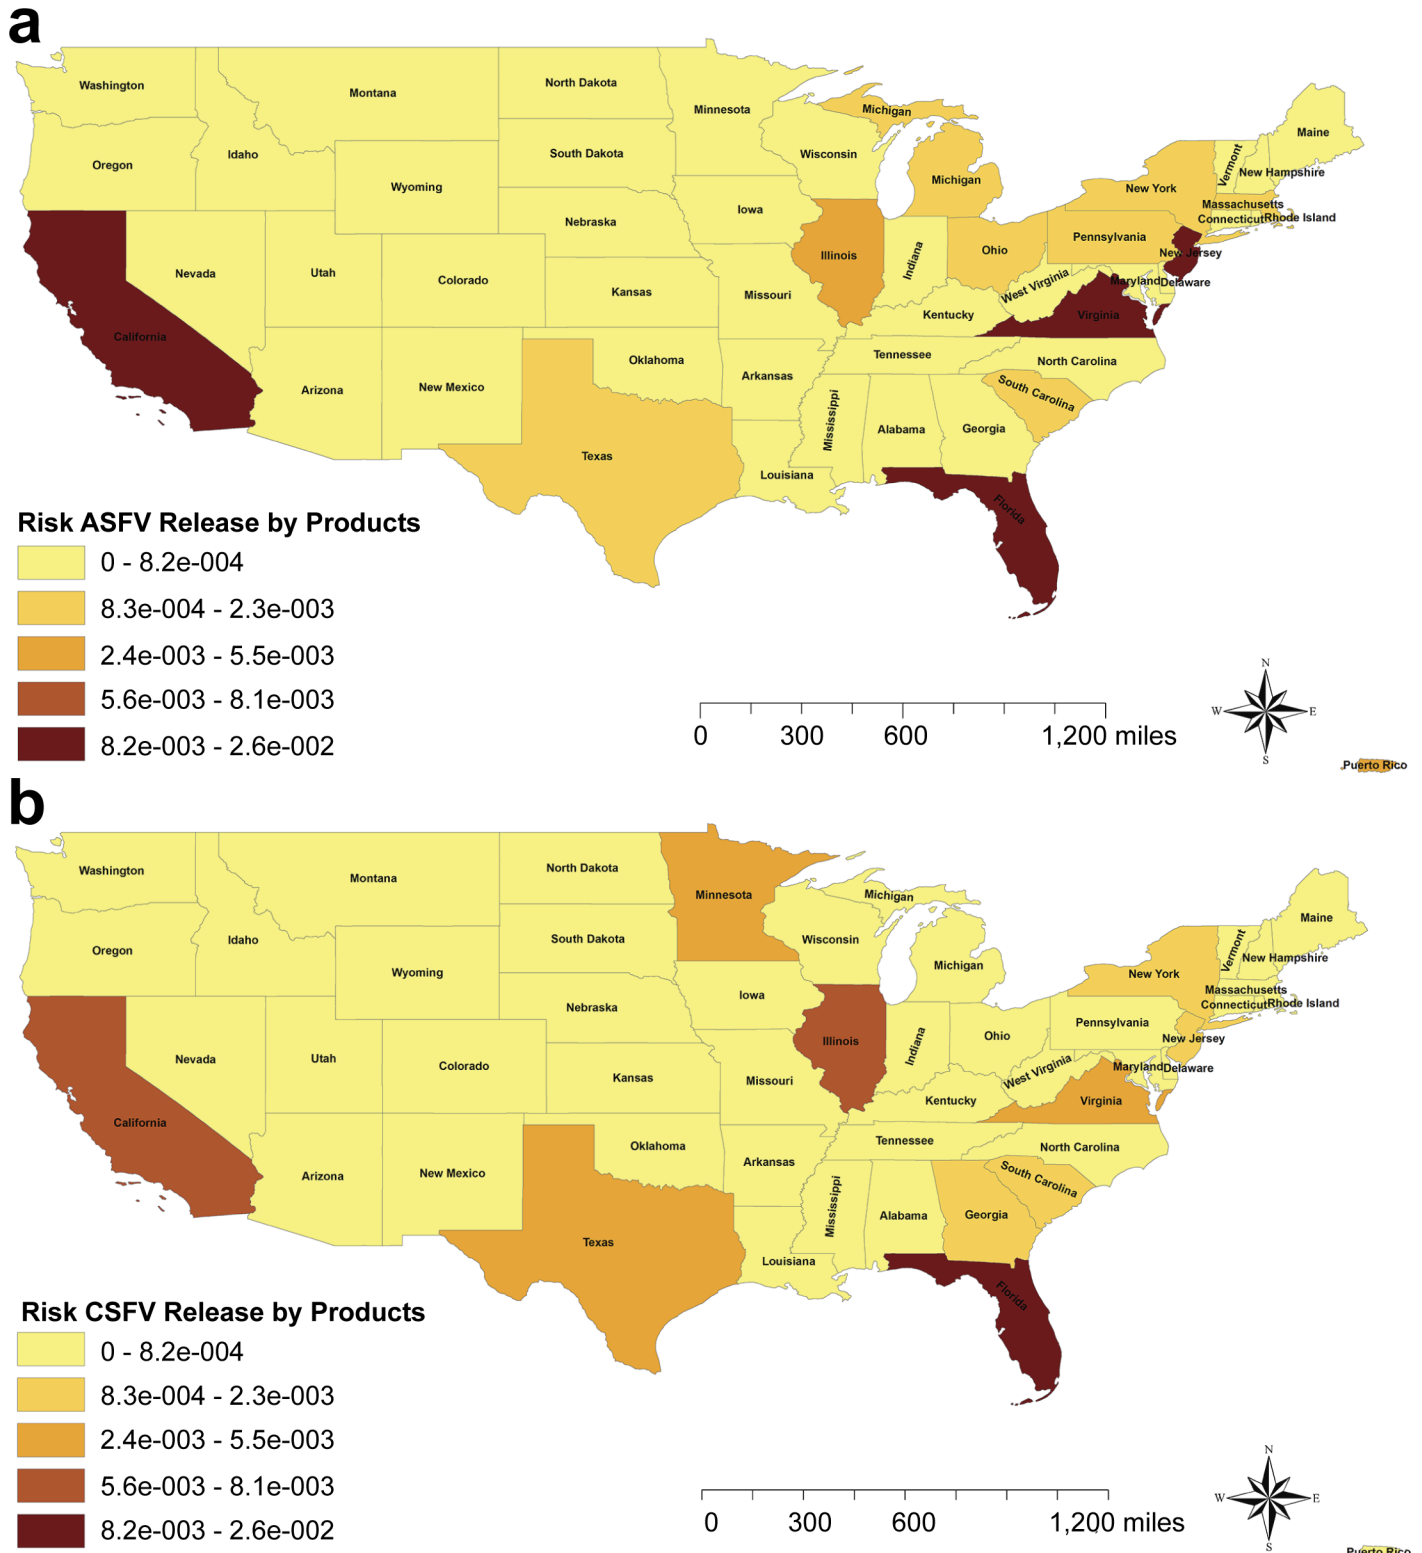 a
Washington
Montana
North Dakota
Minnesota
Michigan
Maine
Oregon
Idaho
South Dakota
Wisconsin
Vermont
New Hampshire
Wyoming
Michigan
New York
Massachusetts
Iowa
Connecticut
Rhode Island
Nebraska
Pennsylvania
Illinois
Indiana
Ohio
New Jersey
Nevada
Utah
Colorado
Kansas
Missouri
West Virginia
Maryland
Delaware
Kentucky
Virginia
California
Oklahoma
Tennessee
North Carolina
Arizona
New Mexico
Arkansas
South Carolina
Mississippi
Alabama
Georgia
Texas
Louisiana
Florida
Risk ASFV Release by Products
0 - 8.2e-004
8.3e-004 - 2.3e-003
2.4e-003 - 5.5e-003
5.6e-003 - 8.1e-003
8.2e-003 - 2.6e-002
0 300 600 1,200 miles
N
W E
S
Puerto Rico
b
Washington
Montana
North Dakota
Minnesota
Michigan
Maine
Oregon
Idaho
South Dakota
Wisconsin
Vermont
New Hampshire
Wyoming
Michigan
New York
Massachusetts
Iowa
Connecticut
Rhode Island
Nebraska
Pennsylvania
Illinois
Indiana
Ohio
New Jersey
Nevada
Utah
Colorado
Kansas
Missouri
West Virginia
Maryland
Delaware
Kentucky
Virginia
California
Oklahoma
Tennessee
North Carolina
Arizona
New Mexico
Arkansas
South Carolina
Mississippi
Alabama
Georgia
Texas
Louisiana
Florida
Risk CSFV Release by Products
0 - 8.2e-004
8.3e-004 - 2.3e-003
2.4e-003 - 5.5e-003
5.6e-003 - 8.1e-003
8.2e-003 - 2.6e-002
0 300 600 1,200 miles
N
W E
S
Puerto Rico